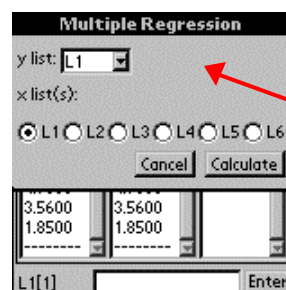 Multiple Regression
y list: L1
x list(s):
L1 L2 L3 L4 L5 L6
Cancel Calculate
3.5600 3.5600
1.8500 1.8500
-------- --------
L1[1] Enter